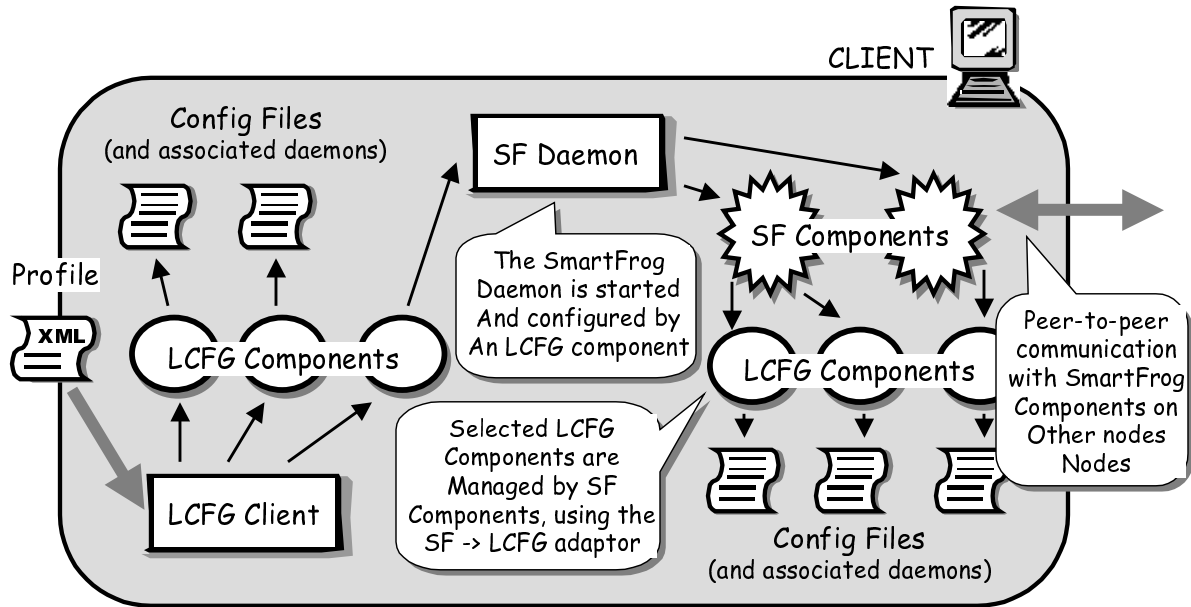 CLIENT
Config Files
(and associated daemons)
SF Daemon
SF Components
Profile
XML
The SmartFrog
Daemon is started
And configured by
An LCFG component
LCFG Components
LCFG Components
Peer-to-peer
communication
with SmartFrog
Components on
Other nodes
Nodes
Selected LCFG
Components are
Managed by SF
Components, using the
SF -> LCFG adaptor
LCFG Client
Config Files
(and associated daemons)